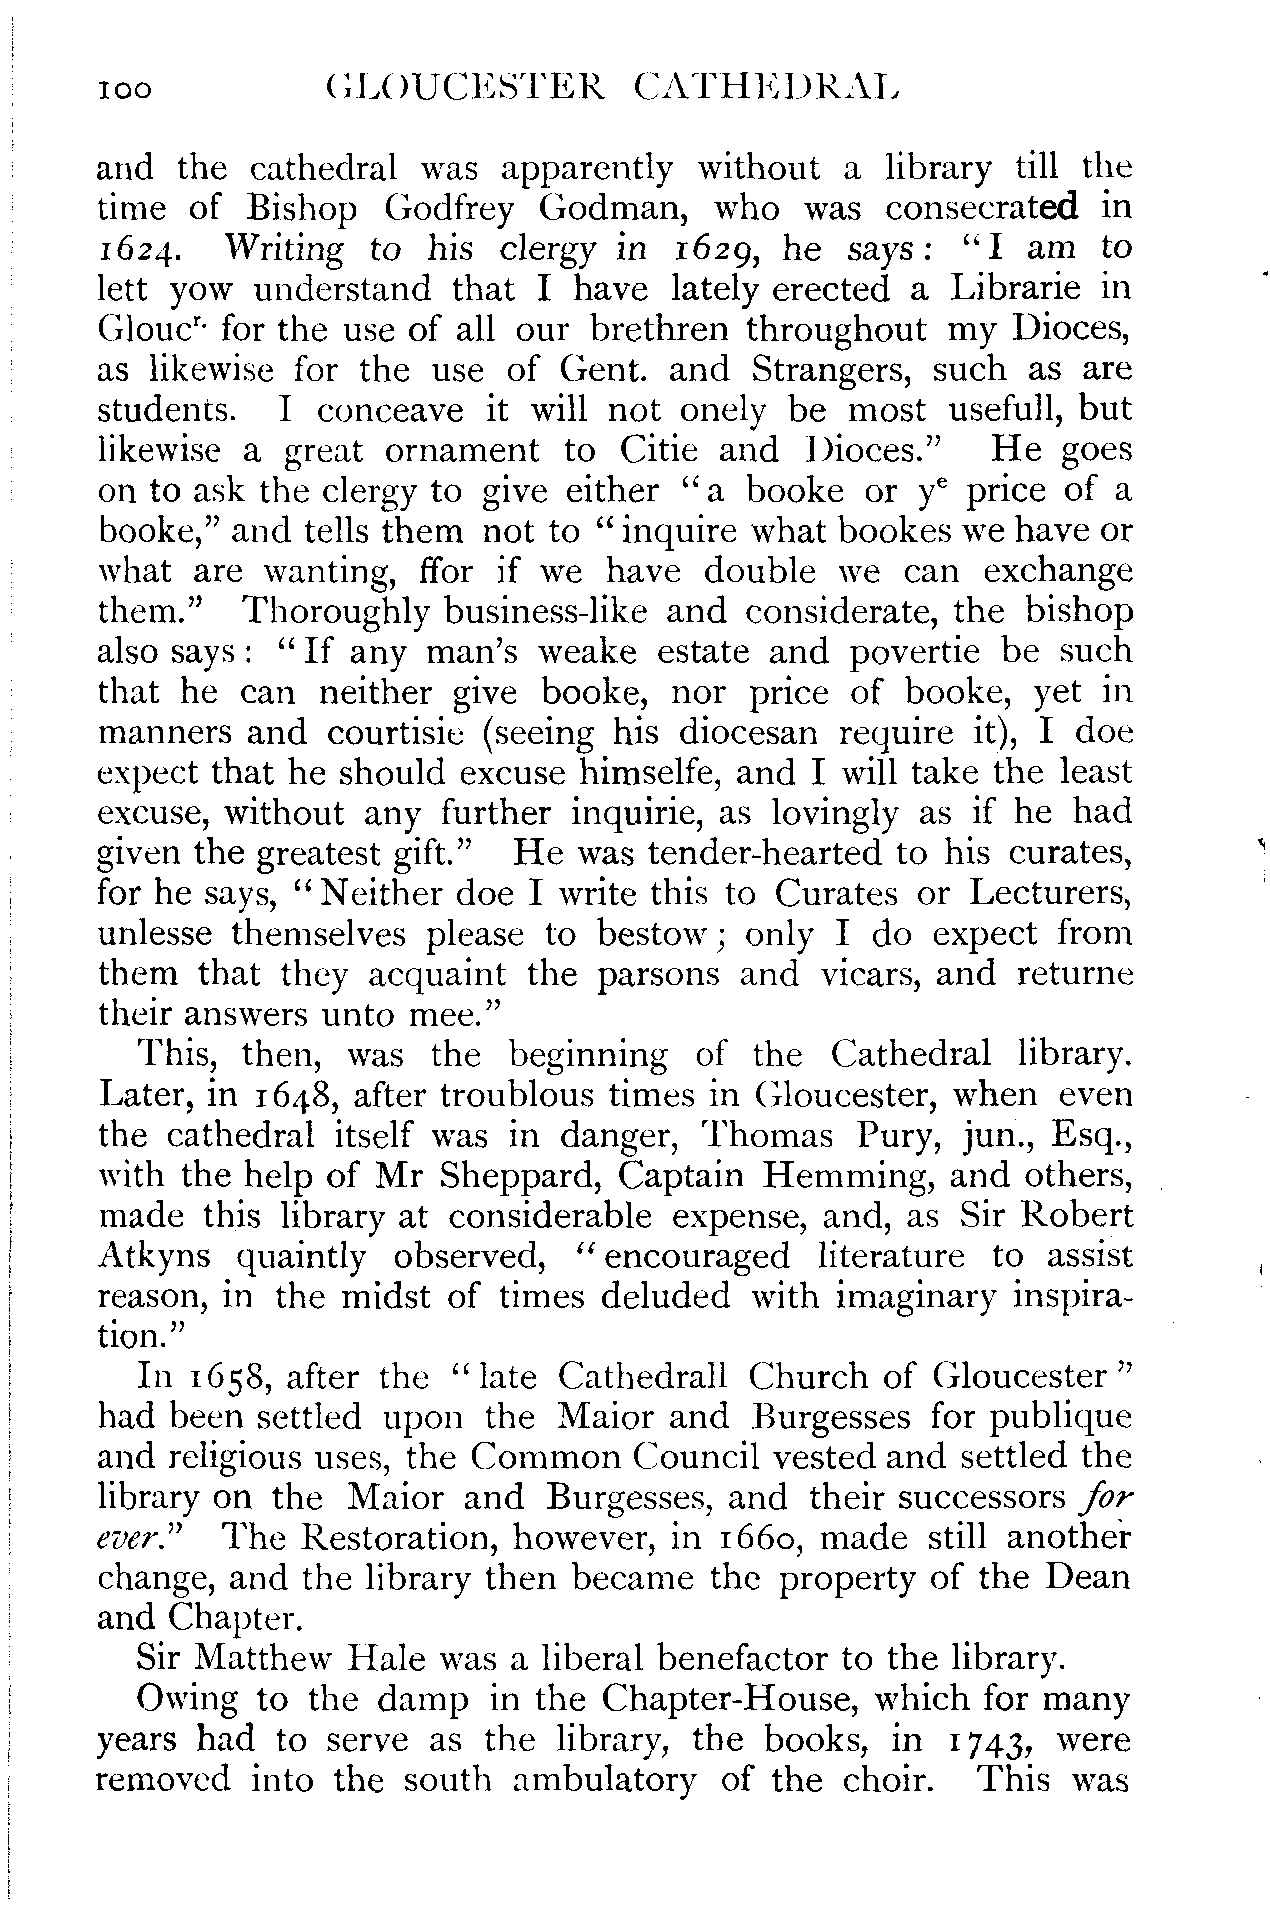 100 GLOUCESTER CATHEDRAL
and the cathedral was apparently without a library till the
time of Bishop Godfrey Godman, who was consecrated in
1624. Writing to his clergy in 1629, he says: "I am to
lett yow understand that I have lately erected a Librarie in
Gloucr. for the use of all our brethren throughout my Dioces,
as likewise for the use of Gent. and Strangers, such as are
students. I conceave it will not onely be most usefull, but
likewise a great ornament to Citie and Dioces." He goes
on to ask the clergy to give either "a booke or ye price of a
booke," and tells them not to "inquire what bookes we have or
what are wanting, ffor if we have double we can exchange
them." Thoroughly business-like and considerate, the bishop
also says: "If any man's weake estate and povertie be such
that he can neither give booke, nor price of booke, yet in
manners and courtisie (seeing his diocesan require it), I doe
expect that he should excuse himselfe, and I will take the least
excuse, without any further inquirie, as lovingly as if he had
given the greatest gift." He was tender-hearted to his curates,
for he says, "Neither doe I write this to Curates or Lecturers,
unlesse themselves please to bestow; only I do expect from
them that they acquaint the parsons and vicars, and returne
their answers unto mee."
This, then, was the beginning of the Cathedral library.
Later, in 1648, after troublous times in Gloucester, when even
the cathedral itself was in danger, Thomas Pury, jun., Esq.,
with the help of Mr Sheppard, Captain Hemming, and others,
made this library at considerable expense, and, as Sir Robert
Atkyns quaintly observed, "encouraged literature to assist
reason, in the midst of times deluded with imaginary inspira-
tion."
In 1658, after the "late Cathedrall Church of Gloucester"
had been settled upon the Maior and Burgesses for publique
and religious uses, the Common Council vested and settled the
library on the Maior and Burgesses, and their successors for
ever." The Restoration, however, in 1660, made still another
change, and the library then became the property of the Dean
and Chapter.
Sir Matthew Hale was a liberal benefactor to the library.
Owing to the damp in the Chapter-House, which for many
years had to serve as the library, the books, in 1743, were
removed into the south ambulatory of the choir. This was